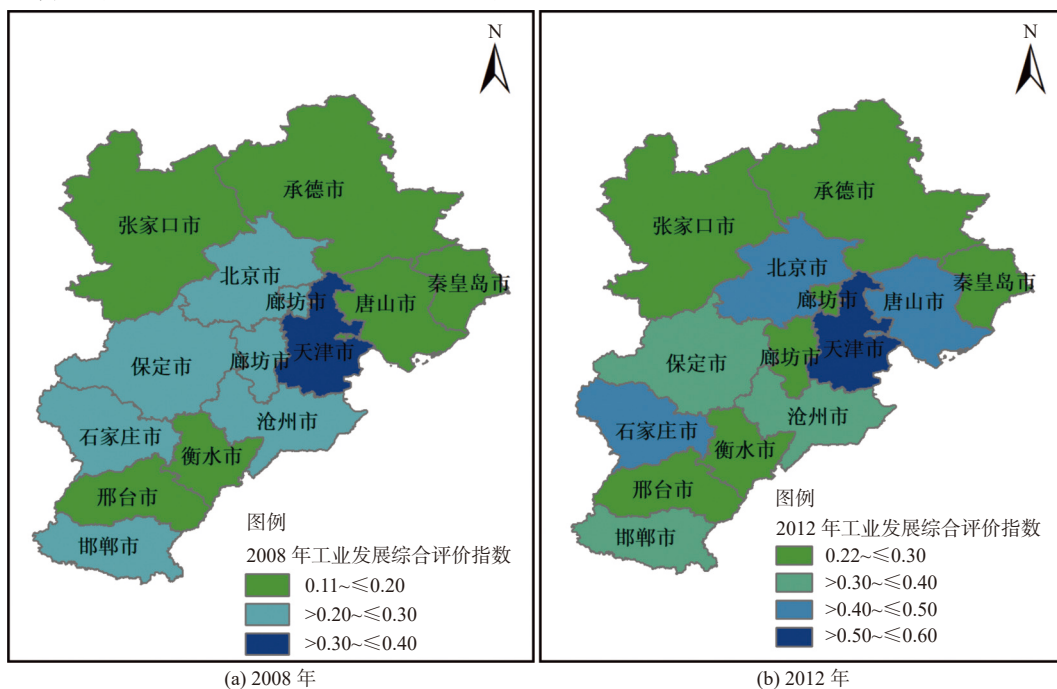 N
承德市
张家口市
北京市
秦皇岛市
廊坊市
唐山市
天津市
保定市
廊坊市
沧州市
石家庄市
衡水市
邢台市
邯郸市
图例
2008 年工业发展综合评价指数
0.11~≤0.20
>0.20~≤0.30
>0.30~≤0.40
(a) 2008 年
N
承德市
张家口市
北京市
秦皇岛市
廊坊市
唐山市
天津市
保定市
廊坊市
沧州市
石家庄市
衡水市
邢台市
邯郸市
图例
2012 年工业发展综合评价指数
0.22~≤0.30
>0.30~≤0.40
>0.40~≤0.50
>0.50~≤0.60
(b) 2012 年